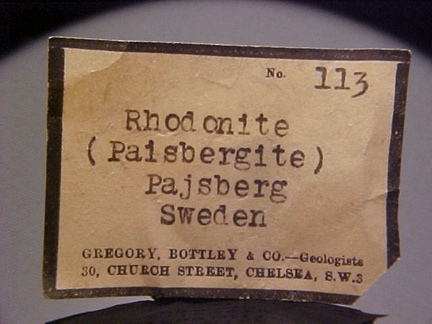 No. 113
Rhodonite
(Paisbergite)
Pajsberg
Sweden
GREGORY, BOTTLEY & CO.—Geologists
30, CHURCH STREET, CHELSEA, S.W.3